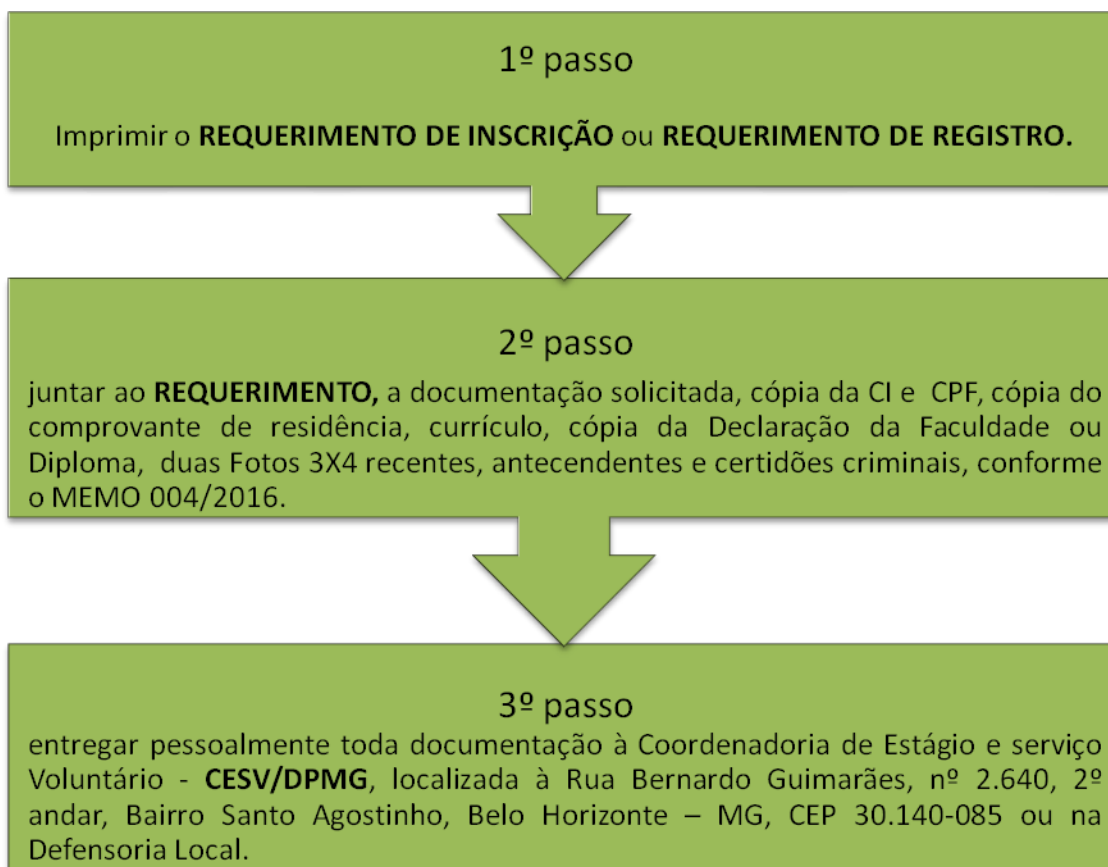 1º passo
Imprimir o REQUERIMENTO DE INSCRIÇÃO ou REQUERIMENTO DE REGISTRO.
2º passo
juntar ao REQUERIMENTO, a documentação solicitada, cópia da CI e CPF, cópia do
comprovante de residência, currículo, cópia da Declaração da Faculdade ou
Diploma, duas Fotos 3X4 recentes, antecendentes e certidões criminais, conforme
o MEMO 004/2016.
3º passo
entregar pessoalmente toda documentação à Coordenadoria de Estágio e serviço
Voluntário - CESV/DPMG, localizada à Rua Bernardo Guimarães, nº 2.640, 2º
andar, Bairro Santo Agostinho, Belo Horizonte – MG, CEP 30.140-085 ou na
Defensoria Local.